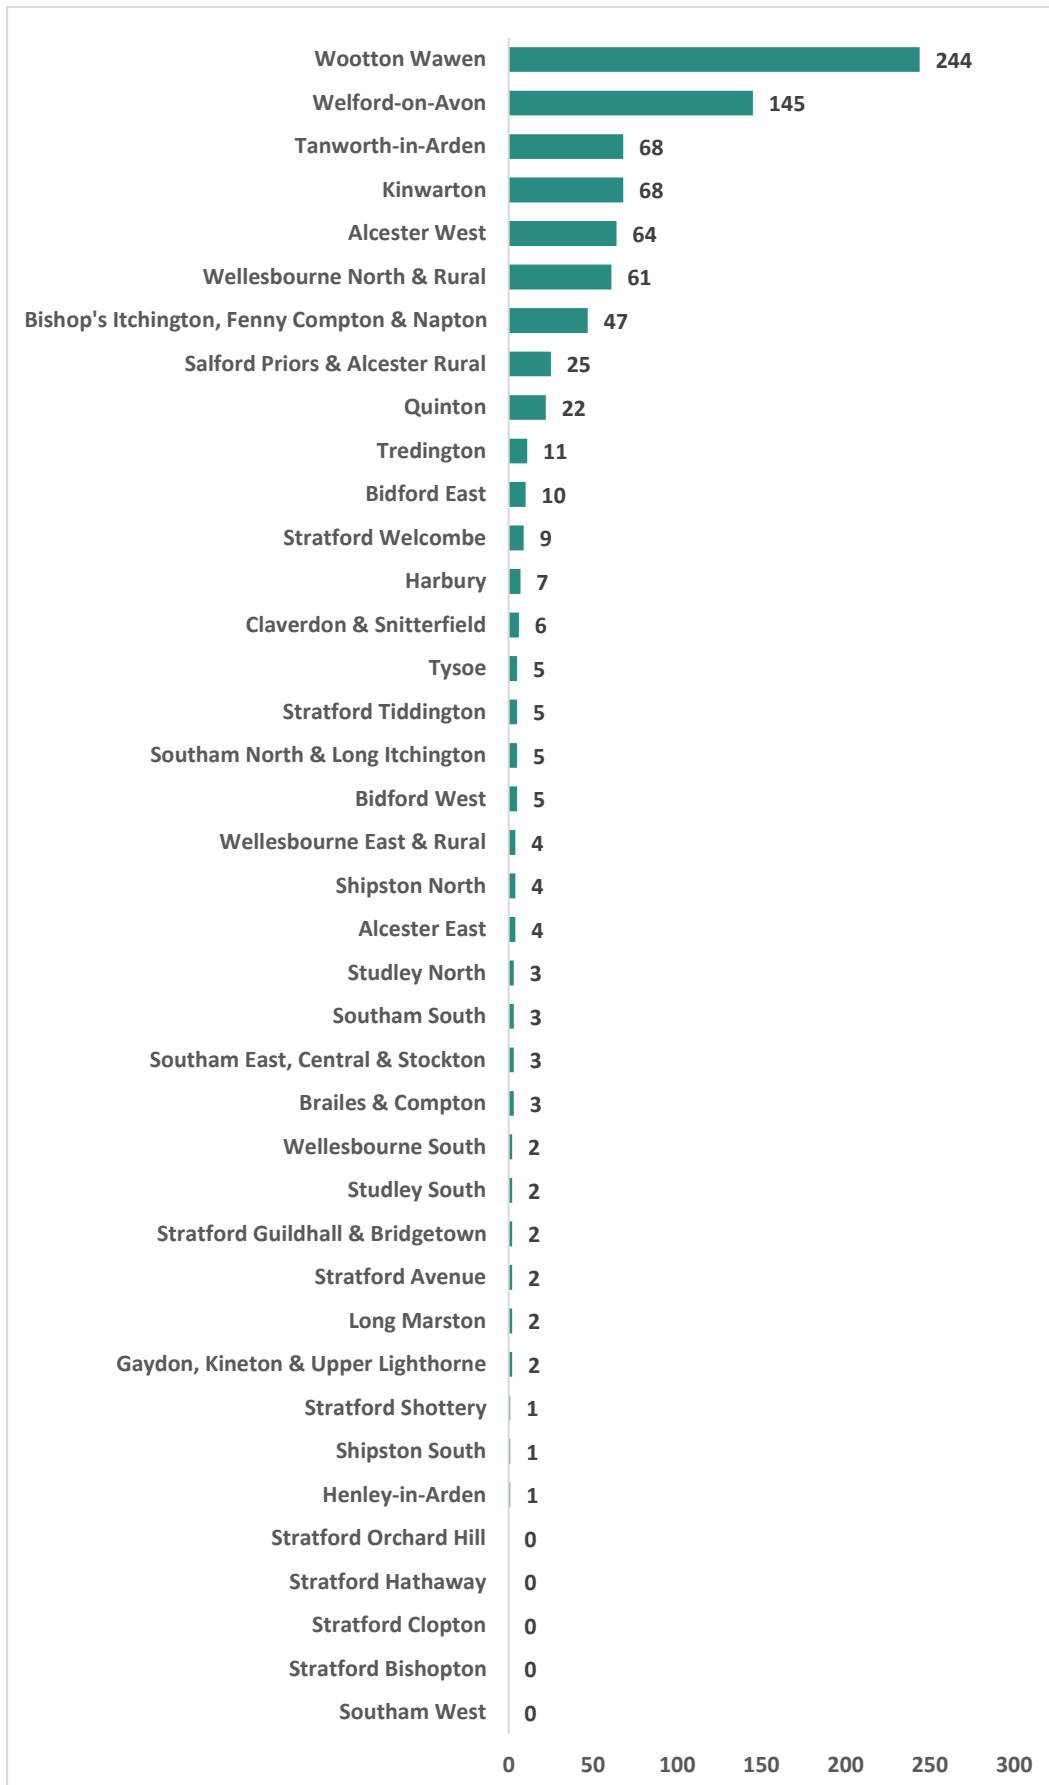 Wootton Wawen 244
Welford-on-Avon 145
Tanworth-in-Arden 68
Kinwarton 68
Alcester West 64
Wellesbourne North & Rural 61
Bishop's Itchington, Fenny Compton & Napton 47
Salford Priors & Alcester Rural 25
Quinton 22
Tredington 11
Bidford East 10
Stratford Welcombe 9
Harbury 7
Claverdon & Snitterfield 6
Tysoe 5
Stratford Tiddington 5
Southam North & Long Itchington 5
Bidford West 5
Wellesbourne East & Rural 4
Shipston North 4
Alcester East 4
Studley North 3
Southam South 3
Southam East, Central & Stockton 3
Brailes & Compton 3
Wellesbourne South 2
Studley South 2
Stratford Guildhall & Bridgetown 2
Stratford Avenue 2
Long Marston 2
Gaydon, Kineton & Upper Lighthorne 2
Stratford Shottery 1
Shipston South 1
Henley-in-Arden 1
Stratford Orchard Hill 0
Stratford Hathaway 0
Stratford Clopton 0
Stratford Bishopton 0
Southam West 0
0 50 100 150 200 250 300